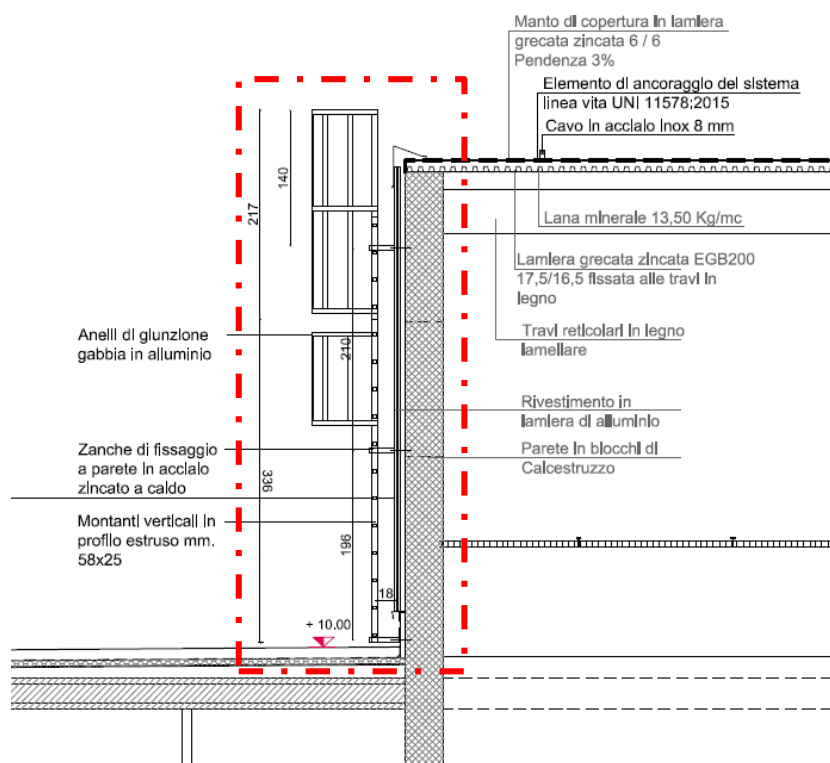 Manto di copertura in lamiera
grecata zincata 6 / 6
Pendenza 3%
Elemento di ancoraggio del sistema
linea vita UNI 11578;2015
Cavo in acciaio inox 8 mm
140
217
Lana minerale 13,50 Kg/mc
Lamiera grecata zincata EGB200
17,5/16,5 fissata alle travi in
legno
Anelli di giunzione
gabbia in alluminio
210
Travi reticolari in legno
lamellare
Rivestimento in
lamiera di alluminio
Zanche di fissaggio
a parete in acciaio
zincato a caldo
Parete in blocchi di
Calcestruzzo
336
Montanti verticali in
profilo estruso mm.
58x25
196
18
+ 10.00